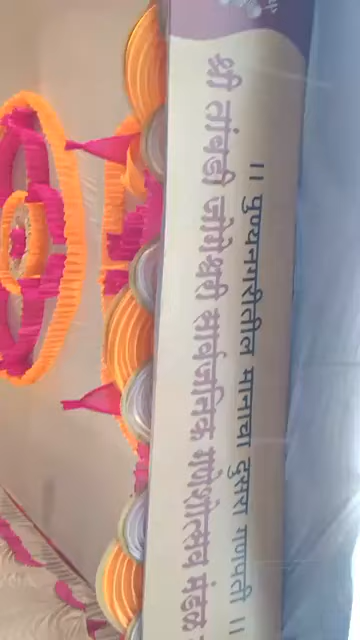 ।। पुण्यनगरीतील मानाचा दुसरा गणपती ।।
श्री तांबडी जोगेश्वरी सार्वजनिक गणेशोत्सव मंडळ